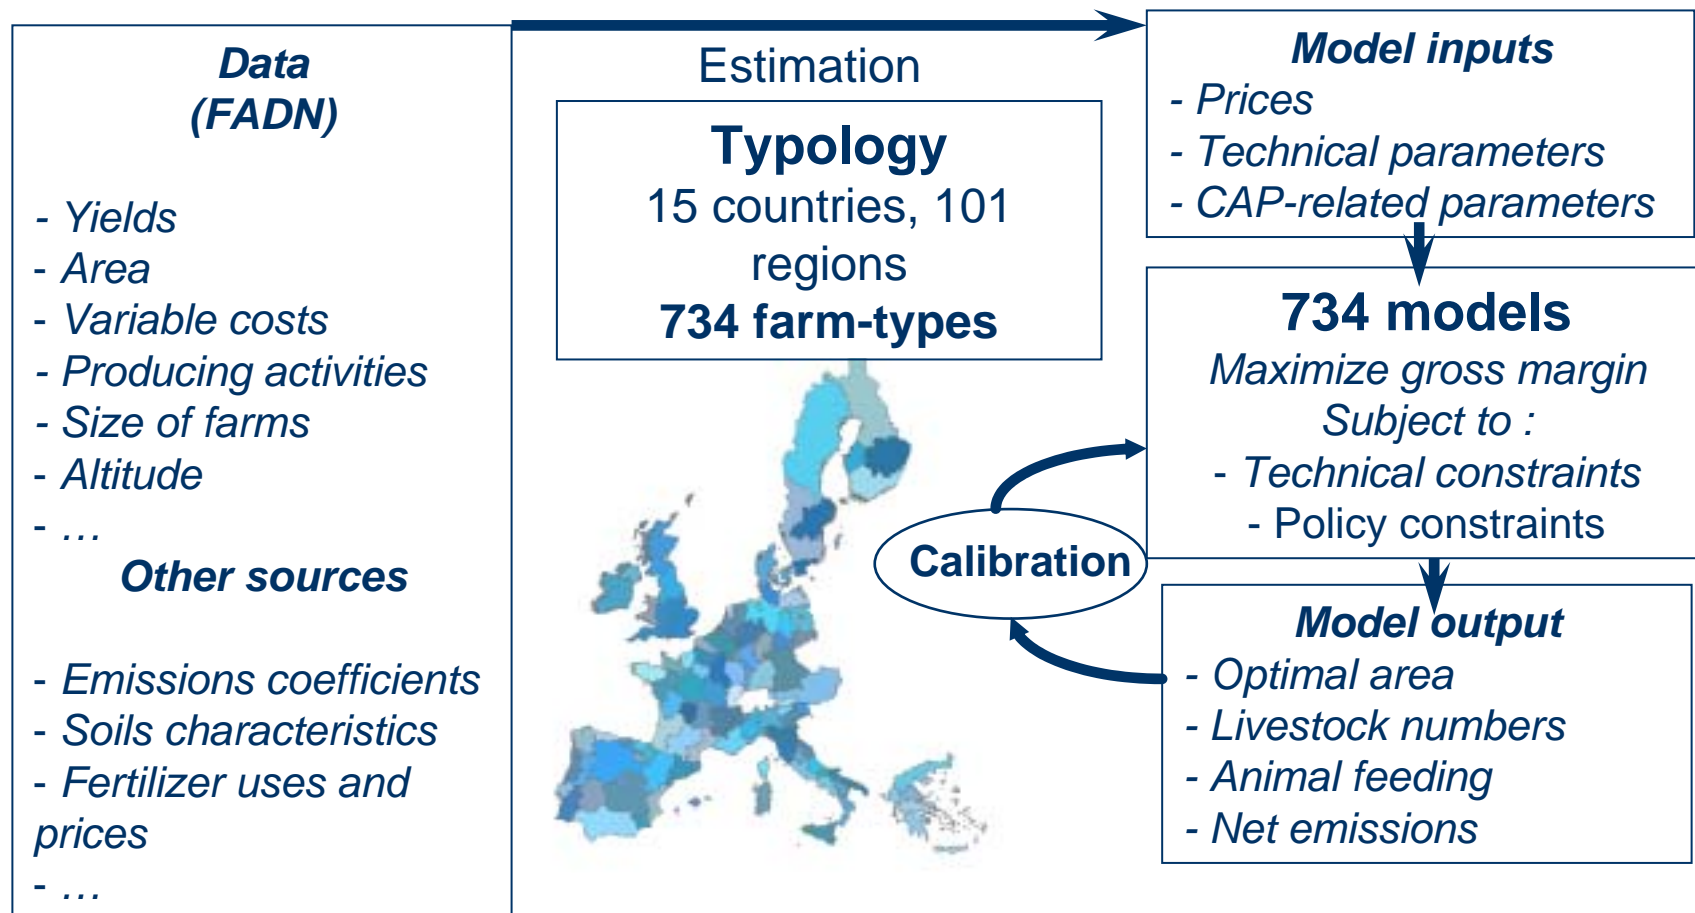 Data
(FADN)
- Yields
- Area
- Variable costs
- Producing activities
- Size of farms
- Altitude
- …
Other sources
- Emissions coefficients
- Soils characteristics
- Fertilizer uses and
prices
- …
Estimation
Typology
15 countries, 101
regions
734 farm-types
Model inputs
- Prices
- Technical parameters
- CAP-related parameters
734 models
Maximize gross margin
Subject to :
- Technical constraints
- Policy constraints
Calibration
Model output
- Optimal area
- Livestock numbers
- Animal feeding
- Net emissions